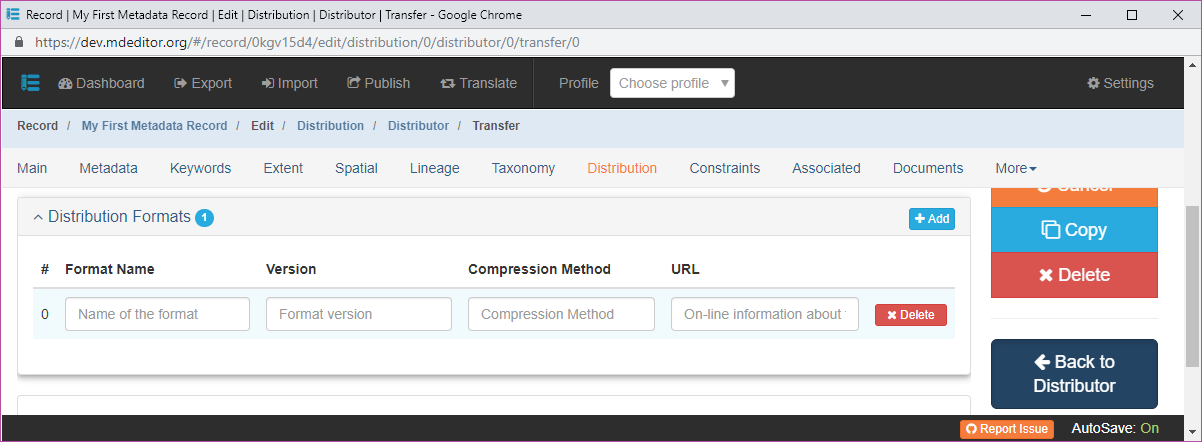 Record | My First Metadata Record | Edit | Distribution | Distributor | Transfer - Google Chrome
https://dev.mdeditor.org/#/record/0kgv15d4/edit/distribution/0/distributor/0/transfer/0
Dashboard Export Import Publish Translate Profile Choose profile Settings
Record / My First Metadata Record / Edit / Distribution / Distributor / Transfer
Main Metadata Keywords Extent Spatial Lineage Taxonomy Distribution Constraints Associated Documents More
Cancel
Distribution Formats 1 Add
Copy
# Format Name Version Compression Method URL
Delete
0 Name of the format Format version Compression Method On-line information about Delete
Back to
Distributor
Report Issue AutoSave: On